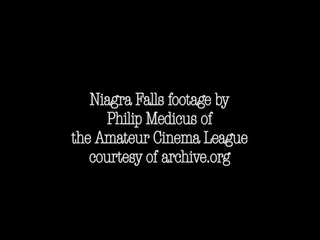 Niagra Falls footage by
Philip Medicus of
the Amateur Cinema League
courtesy of archive.org